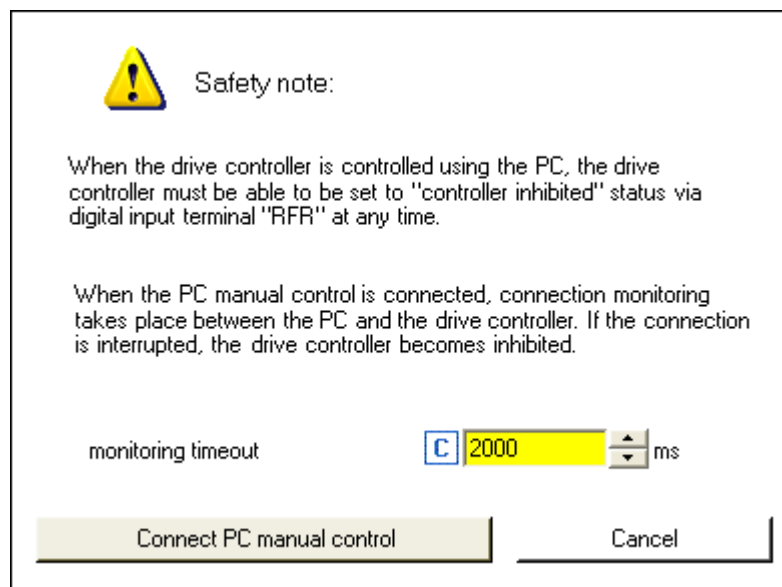 Safety note:
When the drive controller is controlled using the PC, the drive
controller must be able to be set to "controller inhibited" status via
digital input terminal "RFR" at any time.
When the PC manual control is connected, connection monitoring
takes place between the PC and the drive controller. If the connection
is interrupted, the drive controller becomes inhibited.
monitoring timeout C 2000 ms
Connect PC manual control Cancel